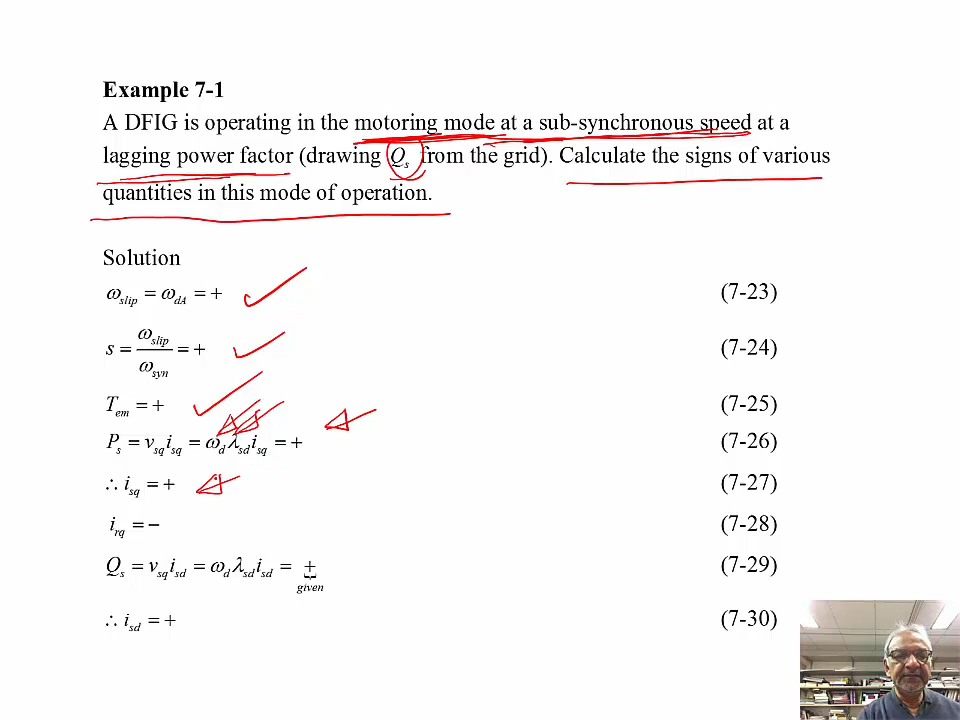 Example 7-1
A DFIG is operating in the motoring mode at a sub-synchronous speed at a
lagging power factor (drawing Qs from the grid). Calculate the signs of various
quantities in this mode of operation.
Solution
ω_slip = ω_dA = + (7-23)
s = ω_slip / ω_syn = + (7-24)
T_em = + (7-25)
P_s = v_sq i_sq = ω_d λ_sd i_sq = + (7-26)
∴ i_sq = + (7-27)
i_rq = − (7-28)
Q_s = v_sq i_sd = ω_d λ_sd i_sd = + (7-29)
given
∴ i_sd = + (7-30)